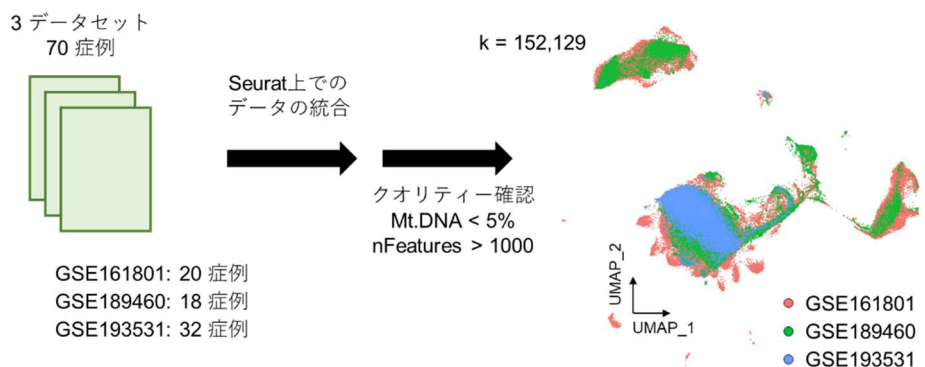 3 データセット
70 症例
GSE161801: 20 症例
GSE189460: 18 症例
GSE193531: 32 症例
Seurat上での
データの統合
クオリティー確認
Mt.DNA < 5%
nFeatures > 1000
k = 152,129
UMAP_2
UMAP_1
GSE161801
GSE189460
GSE193531